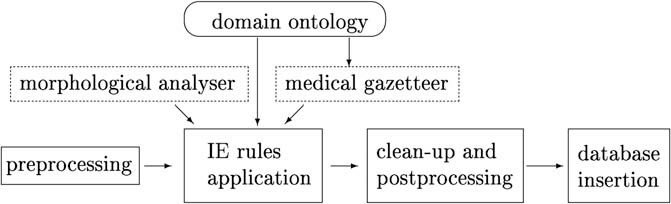 domain ontology
morphological analyser
medical gazetteer
preprocessing
IE rules
application
clean-up and
postprocessing
database
insertion